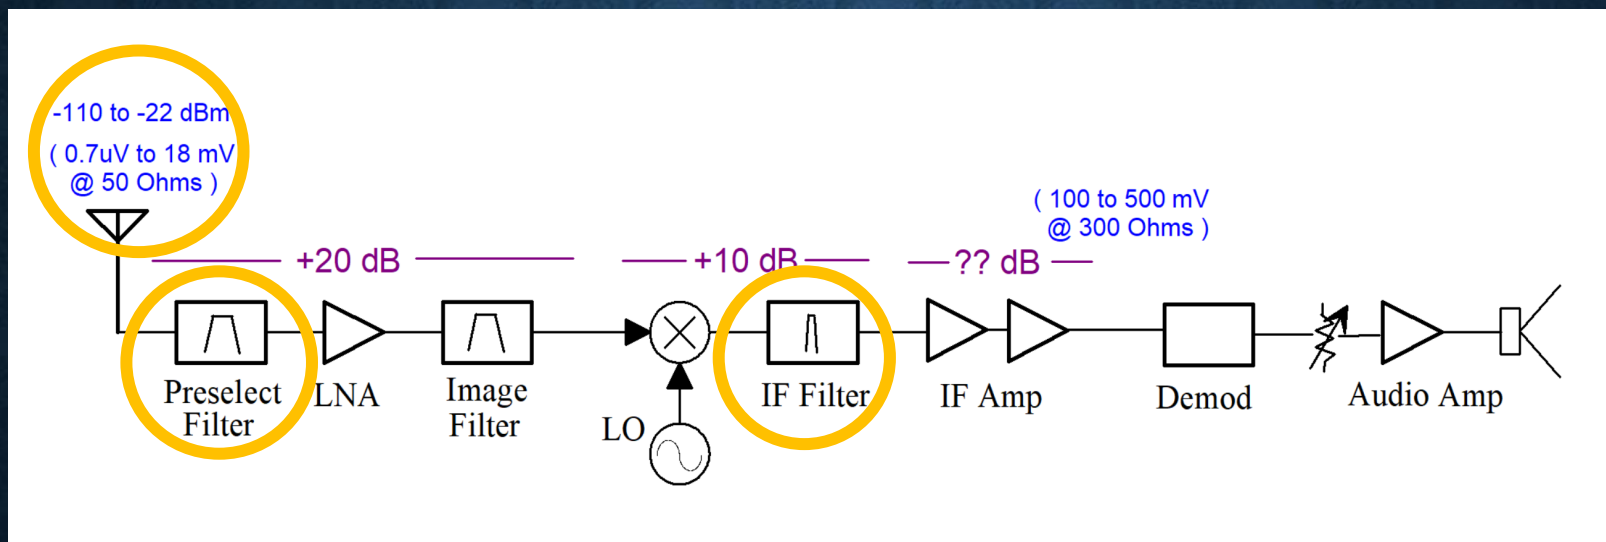 -110 to -22 dBm
( 0.7uV to 18 mV
@ 50 Ohms )
( 100 to 500 mV
@ 300 Ohms )
+20 dB
+10 dB
?? dB
Preselect
Filter
LNA
Image
Filter
LO
IF Filter
IF Amp
Demod
Audio Amp